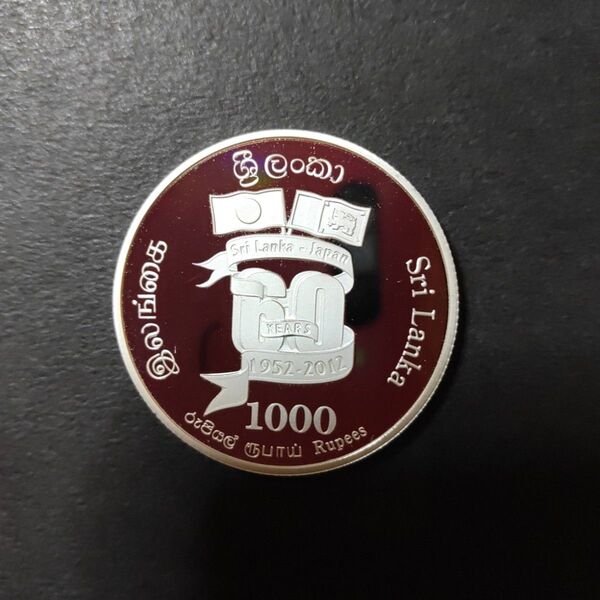 ශ්‍රී ලංකා
இலங்கை
Sri Lanka
Sri Lanka - Japan
60
YEARS
1952-2012
1000
රුපියල් ரூபாய் Rupees